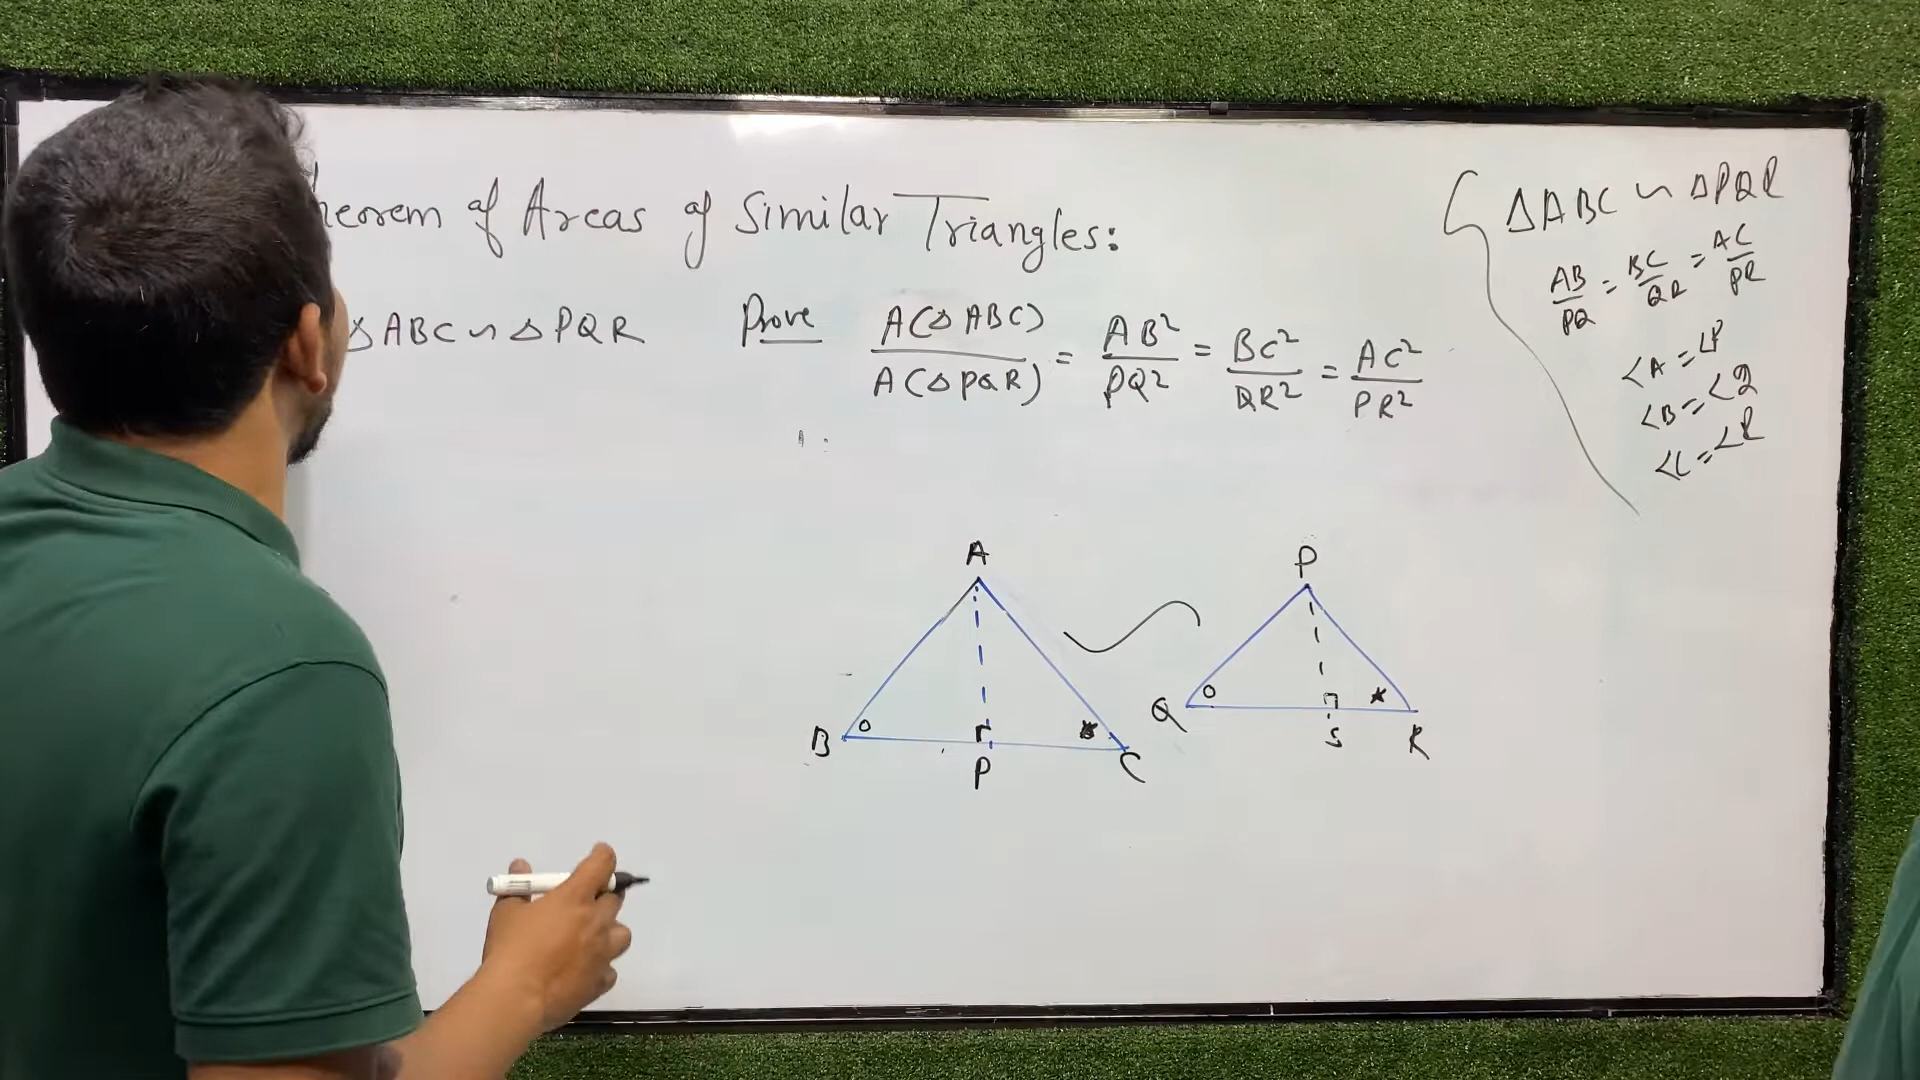 heorem of Areas of Similar Triangles:
Δ ABC ∽ Δ PQR
Prove A(Δ ABC) / A(Δ PQR) = AB² / PQ² = BC² / QR² = AC² / PR²
Δ ABC ∽ Δ PQR
AB / PQ = BC / QR = AC / PR
∠A = ∠P
∠B = ∠Q
∠C = ∠R
A
P
B
P
C
Q
S
R